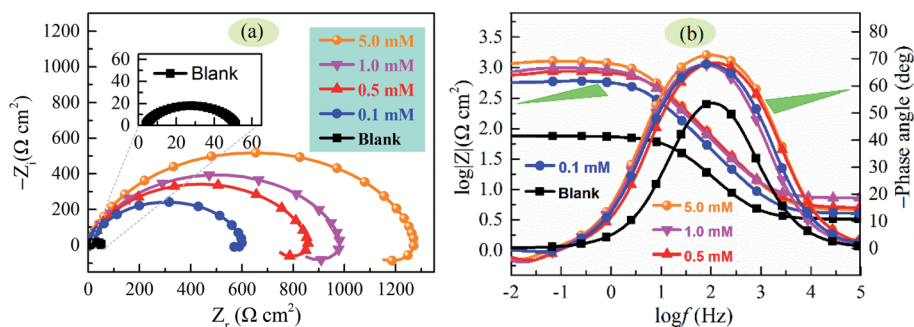 (a)
1200
1000
800
600
400
200
0
-200
0 200 400 600 800 1000 1200
−Zᵢ(Ω cm²)
Zᵣ (Ω cm²)
60
40
20
0
0 20 40 60
Blank
5.0 mM
1.0 mM
0.5 mM
0.1 mM
Blank
(b)
3.5
3.0
2.5
2.0
1.5
1.0
0.5
0.0
-2 -1 0 1 2 3 4 5
log|Z|(Ω cm²)
logf (Hz)
80
70
60
50
40
30
20
10
0
-10
−Phase angle (deg)
0.1 mM
Blank
5.0 mM
1.0 mM
0.5 mM